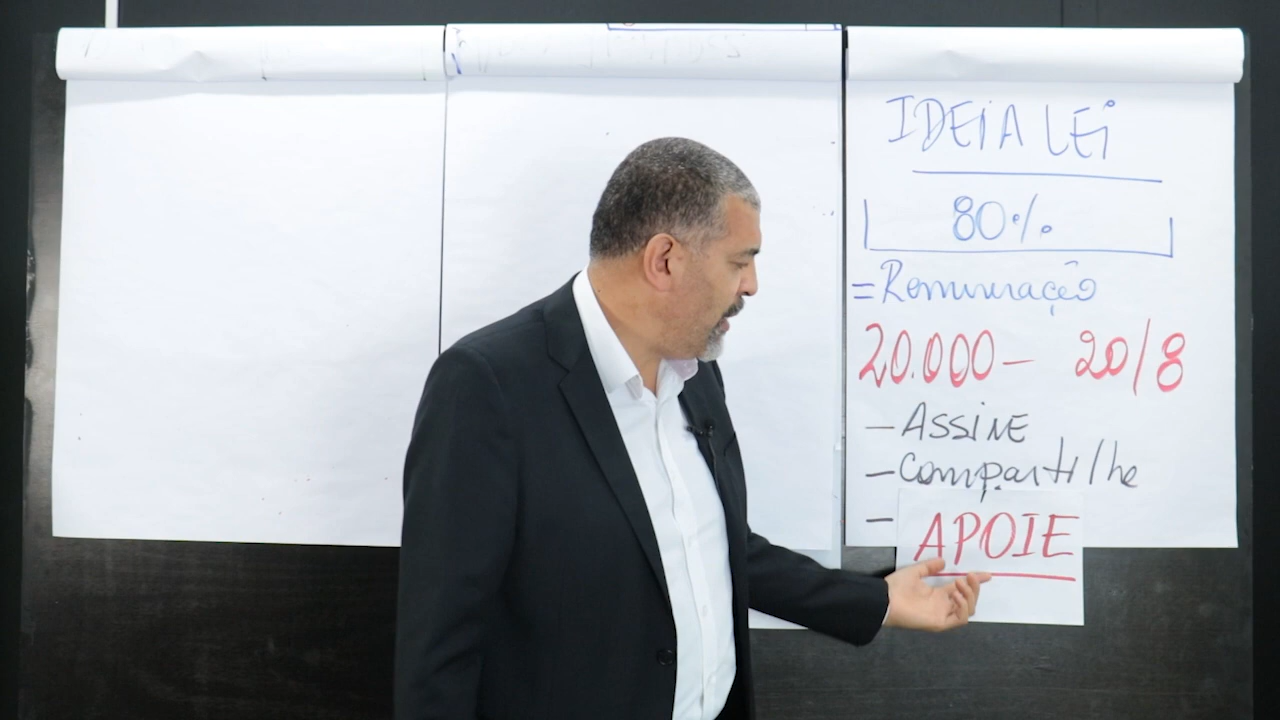 IDEIA LEI
80%
= Remuneração
20.000 — 20/8
— ASSINE
— Compartilhe
— APOIE